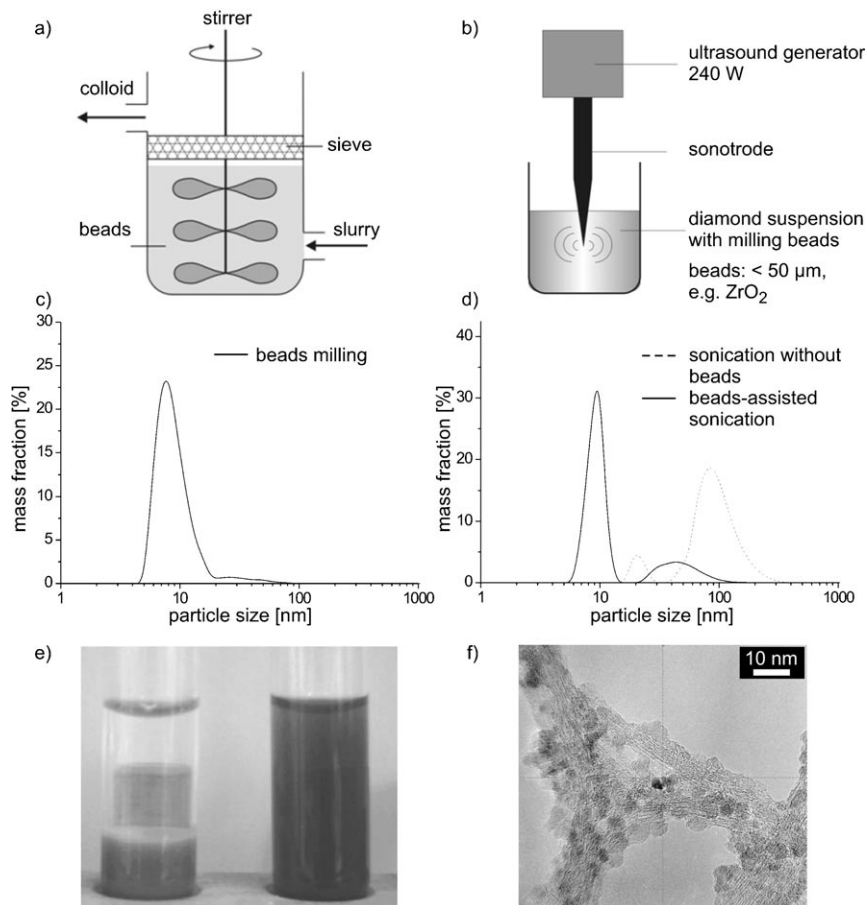 a)
stirrer
colloid
sieve
beads
slurry
b)
ultrasound generator
240 W
sonotrode
diamond suspension
with milling beads
beads: < 50 µm,
e.g. ZrO₂
c)
30
25
20
15
10
5
0
mass fraction [%]
beads milling
1
10
100
1000
particle size [nm]
d)
40
30
20
10
0
mass fraction [%]
sonication without
beads
beads-assisted
sonication
1
10
100
1000
particle size [nm]
e)
f)
10 nm